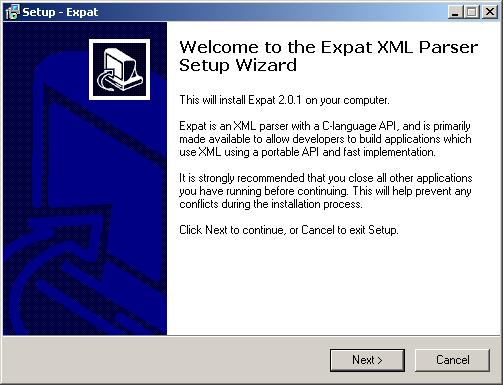 Setup - Expat
Welcome to the Expat XML Parser
Setup Wizard
This will install Expat 2.0.1 on your computer.
Expat is an XML parser with a C-language API, and is primarily
made available to allow developers to build applications which
use XML using a portable API and fast implementation.
It is strongly recommended that you close all other applications
you have running before continuing. This will help prevent any
conflicts during the installation process.
Click Next to continue, or Cancel to exit Setup.
Next >
Cancel